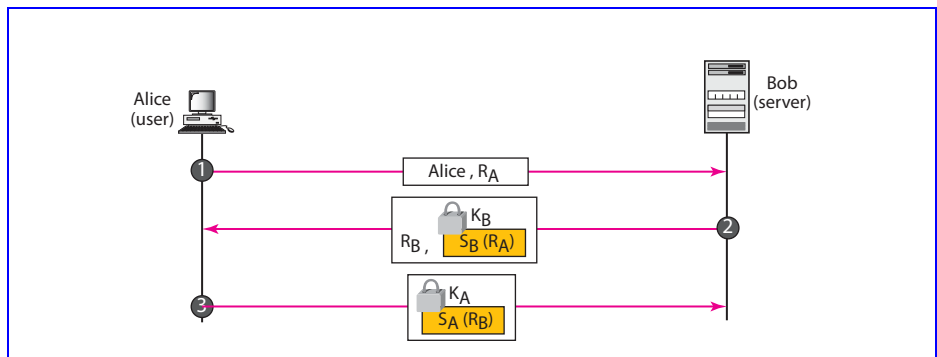 Alice
(user)
Bob
(server)
1
Alice , RA
KB
RB , SB (RA)
2
3
KA
SA (RB)